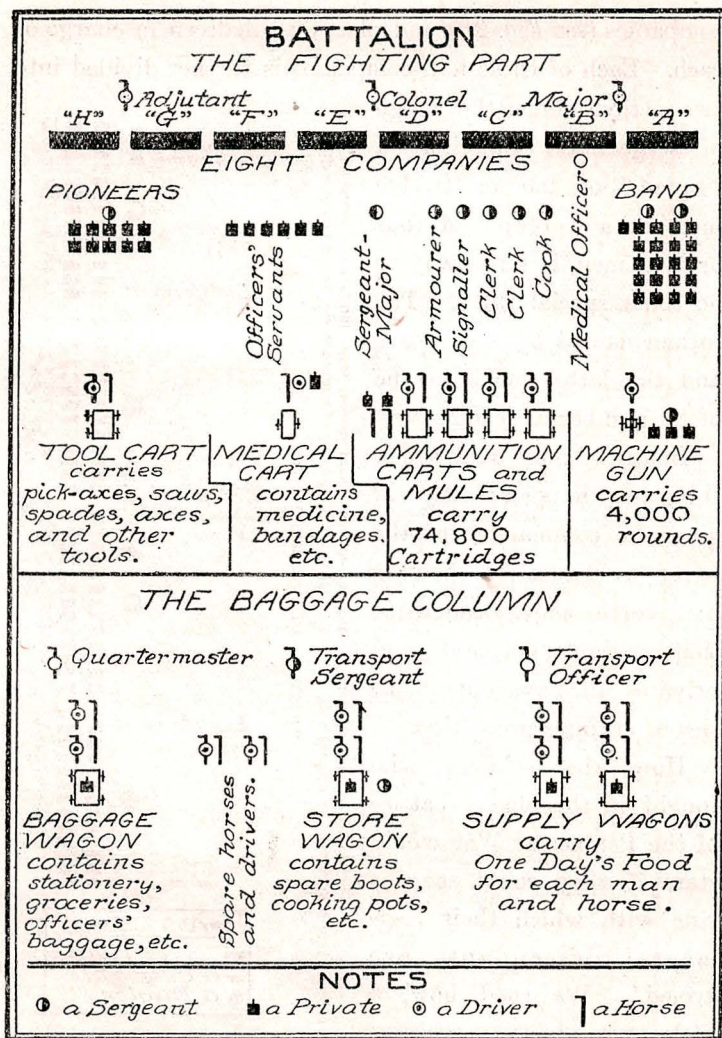 BATTALION
THE FIGHTING PART
Adjutant Colonel Major
"H" "G" "F" "E" "D" "C" "B" "A"
EIGHT COMPANIES
PIONEERS
Officers'
Servants
Sergeant-
Major
Armourer
Signaller
Clerk
Clerk
Cook
Medical Officer
BAND
TOOL CART
carries
pick-axes, saws,
spades, axes,
and other
tools.
MEDICAL
CART
contains
medicine,
bandages.
etc.
AMMUNITION
CARTS and
MULES
carry
74,800
Cartridges
MACHINE
GUN
carries
4,000
rounds.
THE BAGGAGE COLUMN
Quartermaster
Transport
Sergeant
Transport
Officer
BAGGAGE
WAGON
contains
stationery,
groceries,
officers'
baggage, etc.
Spare horses
and drivers.
STORE
WAGON
contains
spare boots,
cooking pots,
etc.
SUPPLY WAGONS
carry
One Day's Food
for each man
and horse.
NOTES
a Sergeant a Private a Driver a Horse